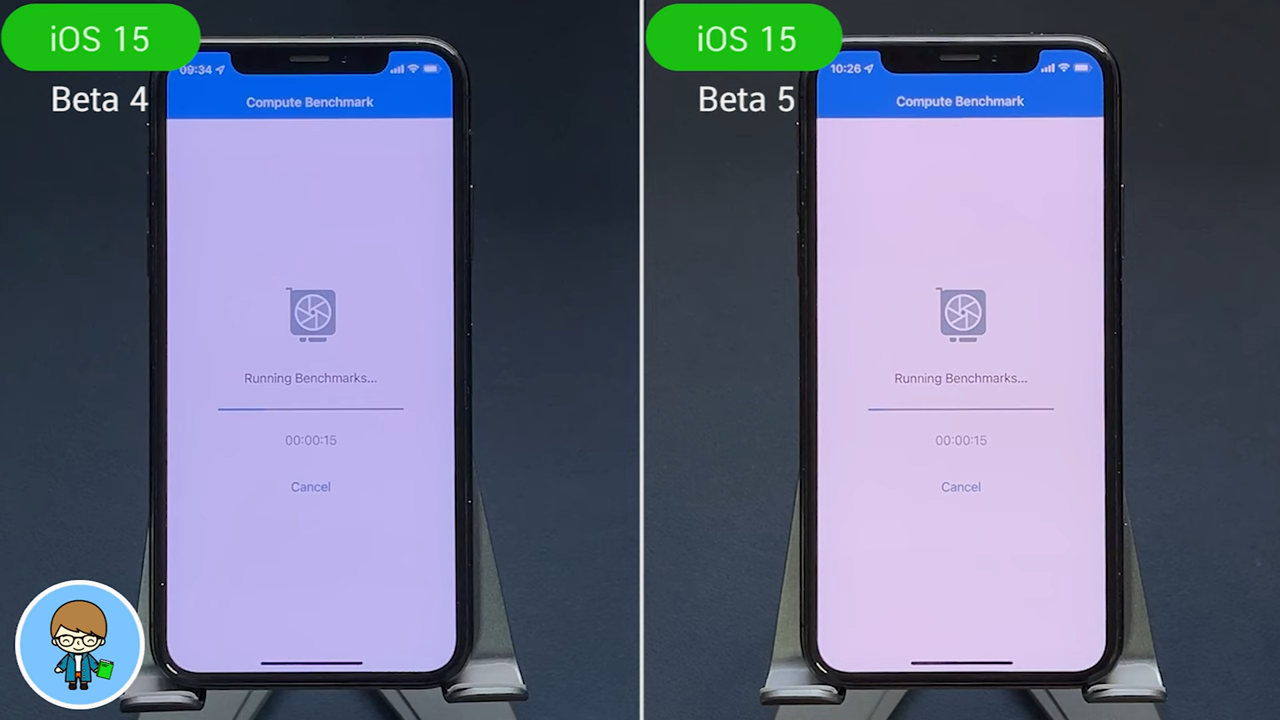 iOS 15
Beta 4
09:34
Compute Benchmark
Running Benchmarks...
00:00:15
Cancel
iOS 15
Beta 5
10:26
Compute Benchmark
Running Benchmarks...
00:00:15
Cancel